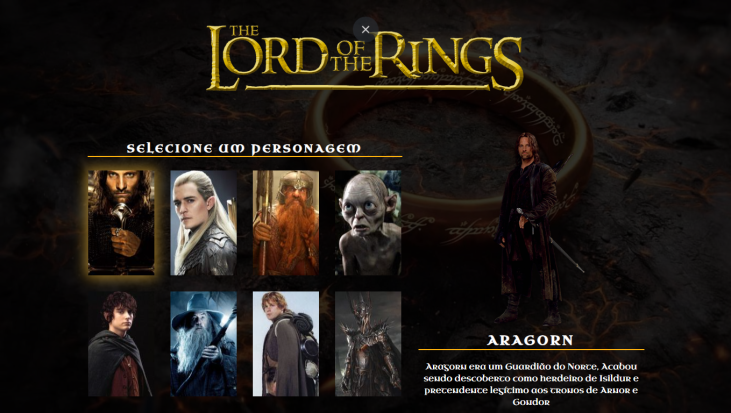 THE
LORD OF
THE RINGS
SELECIONE UM PERSONAGEM
ARAGORN
Aragorn era um Guardião do Norte, Acabou
sendo descoberto como herdeiro de Isildur e
pretendente legítimo aos tronos de Arnor e
Gondor